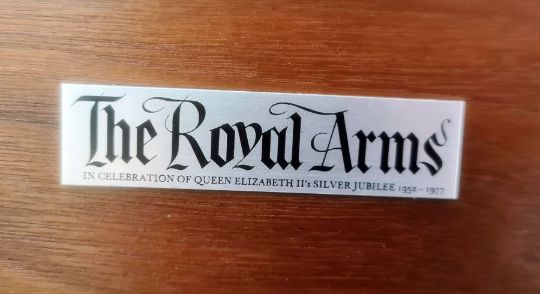 The Royal Arms
IN CELEBRATION OF QUEEN ELIZABETH II's SILVER JUBILEE 1952 – 1977